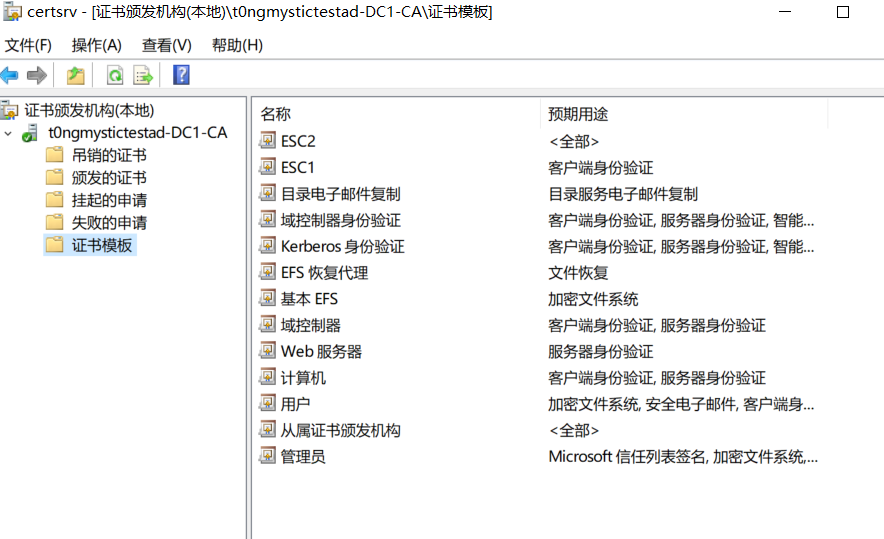 certsrv - [证书颁发机构(本地)\t0ngmystictestad-DC1-CA\证书模板]
文件(F) 操作(A) 查看(V) 帮助(H)
证书颁发机构(本地)
t0ngmystictestad-DC1-CA
吊销的证书
颁发的证书
挂起的申请
失败的申请
证书模板
名称 预期用途
ESC2 <全部>
ESC1 客户端身份验证
目录电子邮件复制 目录服务电子邮件复制
域控制器身份验证 客户端身份验证, 服务器身份验证, 智能...
Kerberos 身份验证 客户端身份验证, 服务器身份验证, 智能...
EFS 恢复代理 文件恢复
基本 EFS 加密文件系统
域控制器 客户端身份验证, 服务器身份验证
Web 服务器 服务器身份验证
计算机 客户端身份验证, 服务器身份验证
用户 加密文件系统, 安全电子邮件, 客户端身...
从属证书颁发机构 <全部>
管理员 Microsoft 信任列表签名, 加密文件系统,...